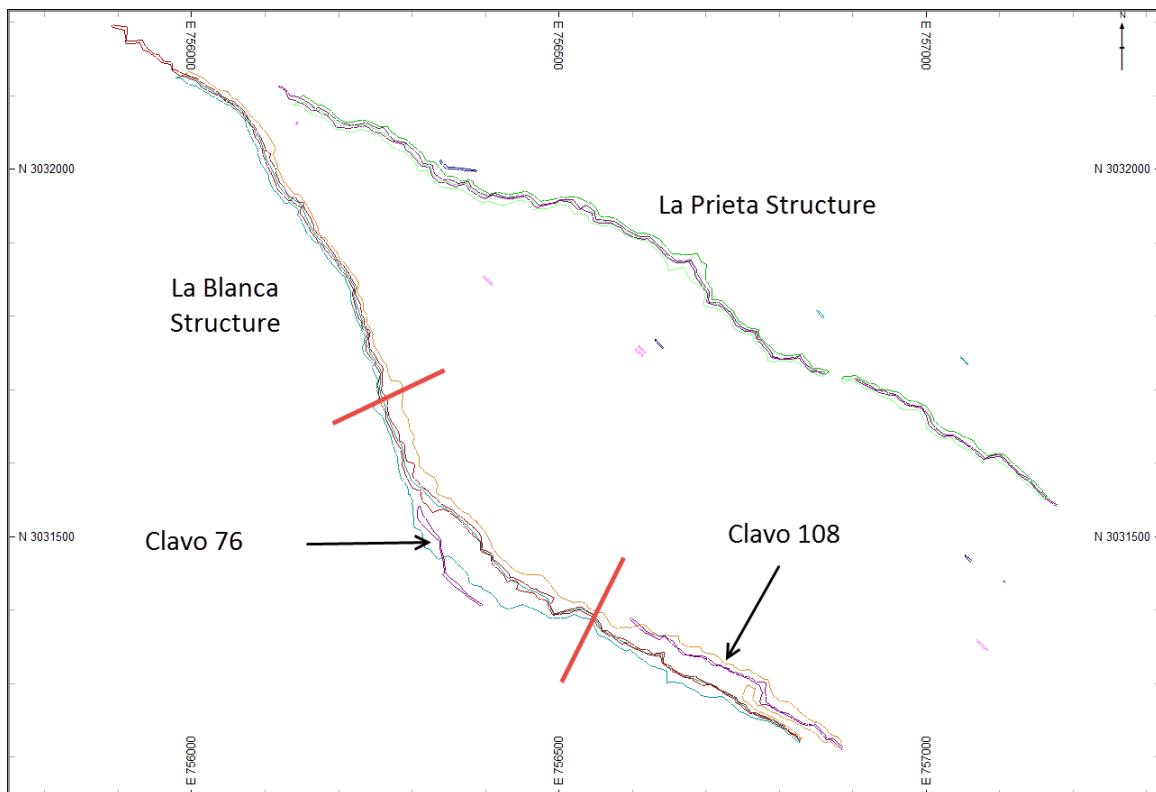 E 756000
E 756500
E 757000
N
N 3032000
N 3032000
La Prieta Structure
La Blanca
Structure
N 3031500
N 3031500
Clavo 76
Clavo 108
E 756000
E 756500
E 757000